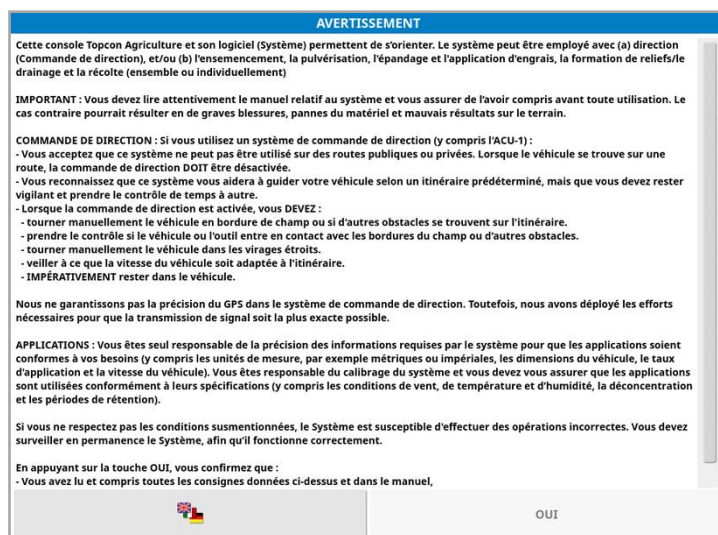 AVERTISSEMENT
Cette console Topcon Agriculture et son logiciel (Système) permettent de s'orienter. Le système peut être employé avec (a) direction
(Commande de direction), et/ou (b) l'ensemencement, la pulvérisation, l'épandage et l'application d'engrais, la formation de reliefs/le
drainage et la récolte (ensemble ou individuellement)
IMPORTANT : Vous devez lire attentivement le manuel relatif au système et vous assurer de l'avoir compris avant toute utilisation. Le
cas contraire pourrait résulter en de graves blessures, pannes du matériel et mauvais résultats sur le terrain.
COMMANDE DE DIRECTION : Si vous utilisez un système de commande de direction (y compris l'ACU-1) :
- Vous acceptez que ce système ne peut pas être utilisé sur des routes publiques ou privées. Lorsque le véhicule se trouve sur une
route, la commande de direction DOIT être désactivée.
- Vous reconnaissez que ce système vous aidera à guider votre véhicule selon un itinéraire prédéterminé, mais que vous devez rester
vigilant et prendre le contrôle de temps à autre.
- Lorsque la commande de direction est activée, vous DEVEZ :
- tourner manuellement le véhicule en bordure de champ ou si d'autres obstacles se trouvent sur l'itinéraire.
- prendre le contrôle si le véhicule ou l'outil entre en contact avec les bordures du champ ou d'autres obstacles.
- tourner manuellement le véhicule dans les virages étroits.
- veiller à ce que la vitesse du véhicule soit adaptée à l'itinéraire.
- IMPÉRATIVEMENT rester dans le véhicule.
Nous ne garantissons pas la précision du GPS dans le système de commande de direction. Toutefois, nous avons déployé les efforts
nécessaires pour que la transmission de signal soit la plus exacte possible.
APPLICATIONS : Vous êtes seul responsable de la précision des informations requises par le système pour que les applications soient
conformes à vos besoins (y compris les unités de mesure, par exemple métriques ou impériales, les dimensions du véhicule, le taux
d'application et la vitesse du véhicule). Vous êtes responsable du calibrage du système et vous devez vous assurer que les applications
sont utilisées conformément à leurs spécifications (y compris les conditions de vent, de température et d'humidité, la déconcentration
et les périodes de rétention).
Si vous ne respectez pas les conditions susmentionnées, le Système est susceptible d'effectuer des opérations incorrectes. Vous devez
surveiller en permanence le Système, afin qu'il fonctionne correctement.
En appuyant sur la touche OUI, vous confirmez que :
- Vous avez lu et compris toutes les consignes données ci-dessus et dans le manuel,
OUI